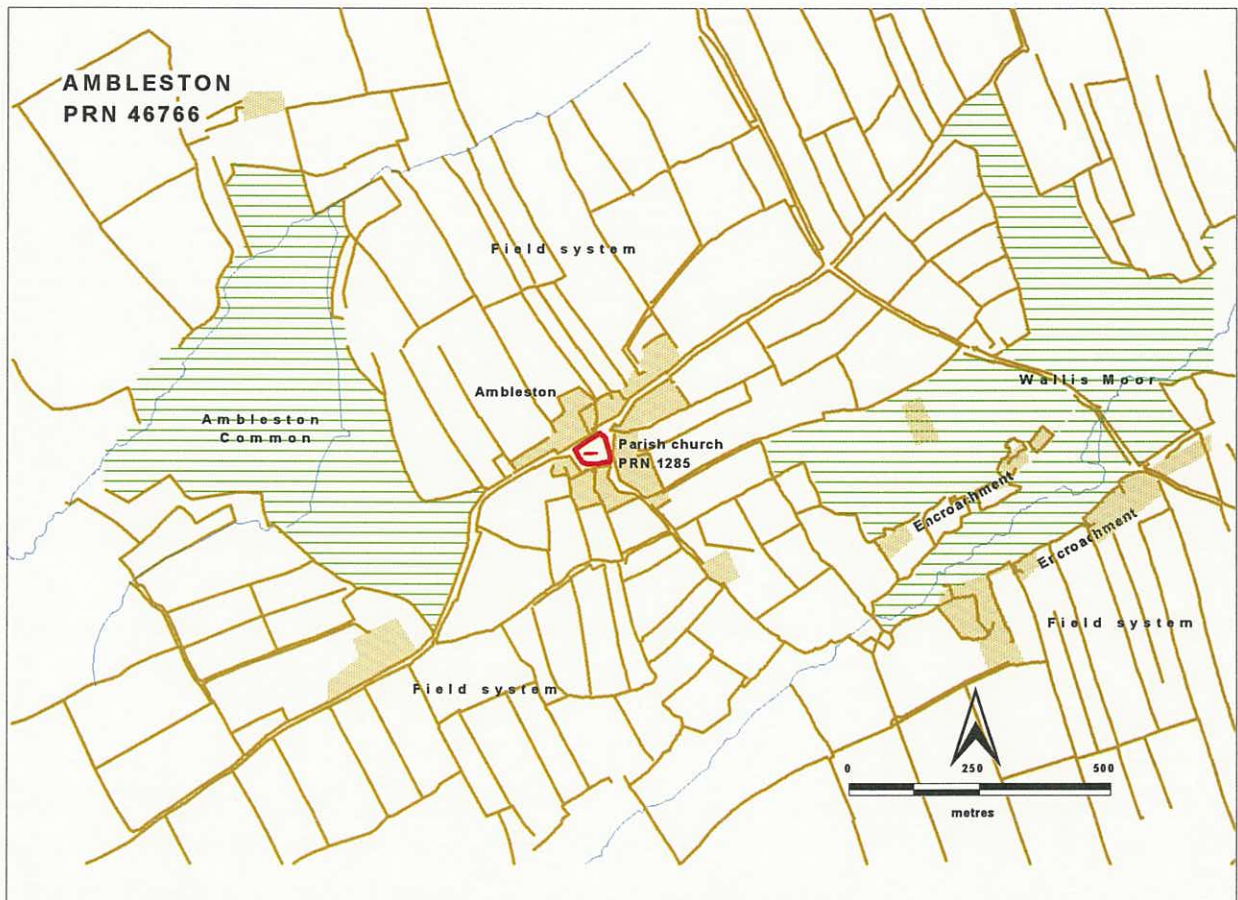 AMBLESTON
PRN 46766
Field system
Ambleston
Wallis Moor
Ambleston
Common
Parish church
PRN 1285
Encroachment
Encroachment
Field system
Field system
0 250 500
metres